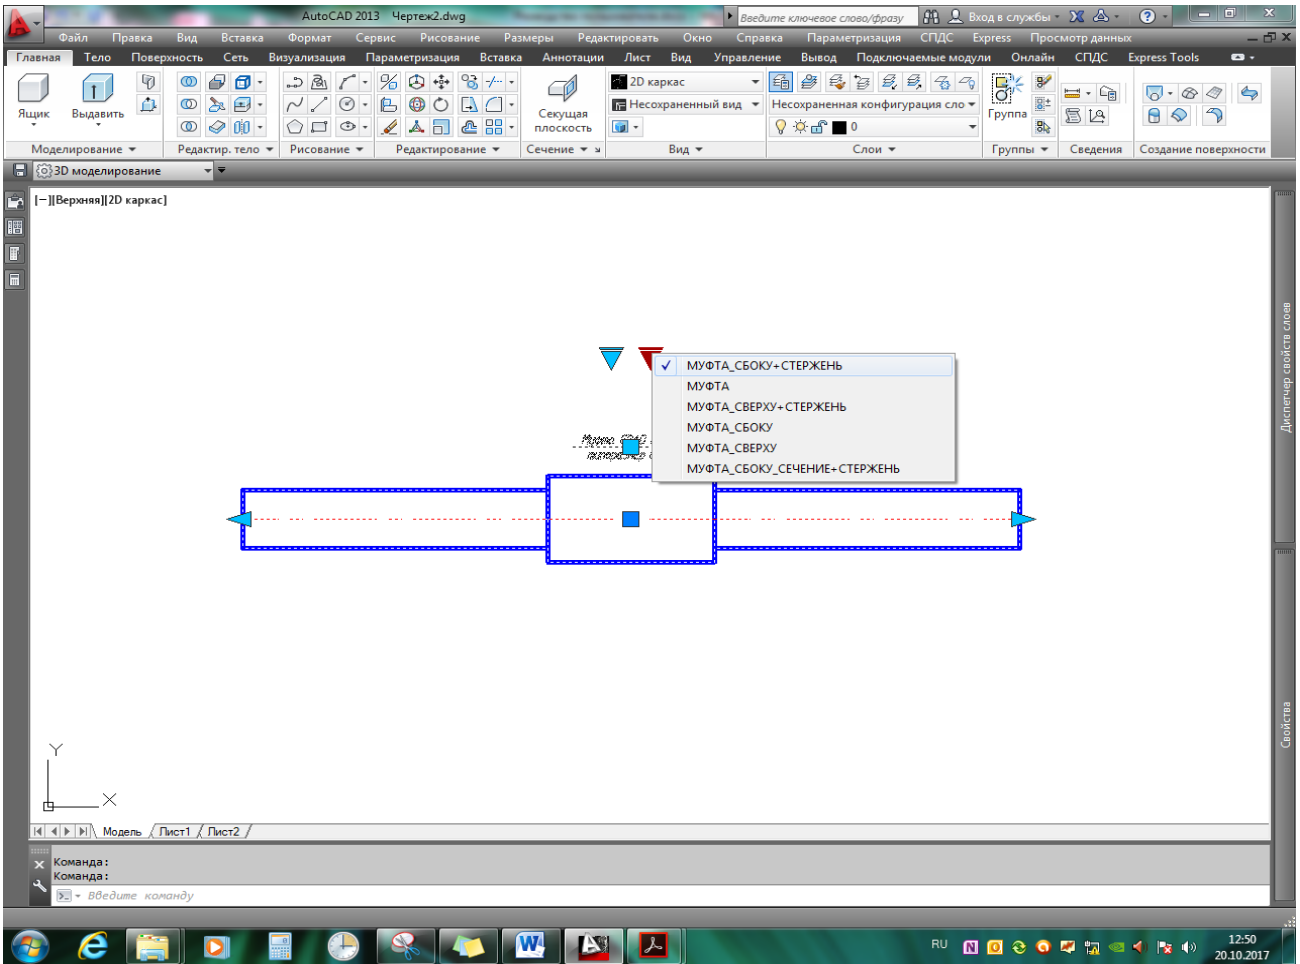 AutoCAD 2013 Чертеж2.dwg
Введите ключевое слово/фразу
Вход в службы
Файл Правка Вид Вставка Формат Сервис Рисование Размеры Редактировать Окно Справка Параметризация СПДС Express Просмотр данных
Главная Тело Поверхность Сеть Визуализация Параметризация Вставка Аннотации Лист Вид Управление Вывод Подключаемые модули Онлайн СПДС Express Tools
2D каркас
Несохраненный вид Несохраненная конфигурация сло
Ящик Выдавить Секущая плоскость 0 Группа
Моделирование Редактир. тело Рисование Редактирование Сечение Вид Слои Группы Сведения Создание поверхности
3D моделирование
[−][Верхняя][2D каркас]
Диспетчер свойств слоев
МУФТА_СБОКУ+СТЕРЖЕНЬ
МУФТА
МУФТА_СВЕРХУ+СТЕРЖЕНЬ
МУФТА_СБОКУ
МУФТА_СВЕРХУ
МУФТА_СБОКУ_СЕЧЕНИЕ+СТЕРЖЕНЬ
Свойства
Y
X
Модель Лист1 Лист2
Команда:
Команда:
Введите команду
RU
12:50
20.10.2017